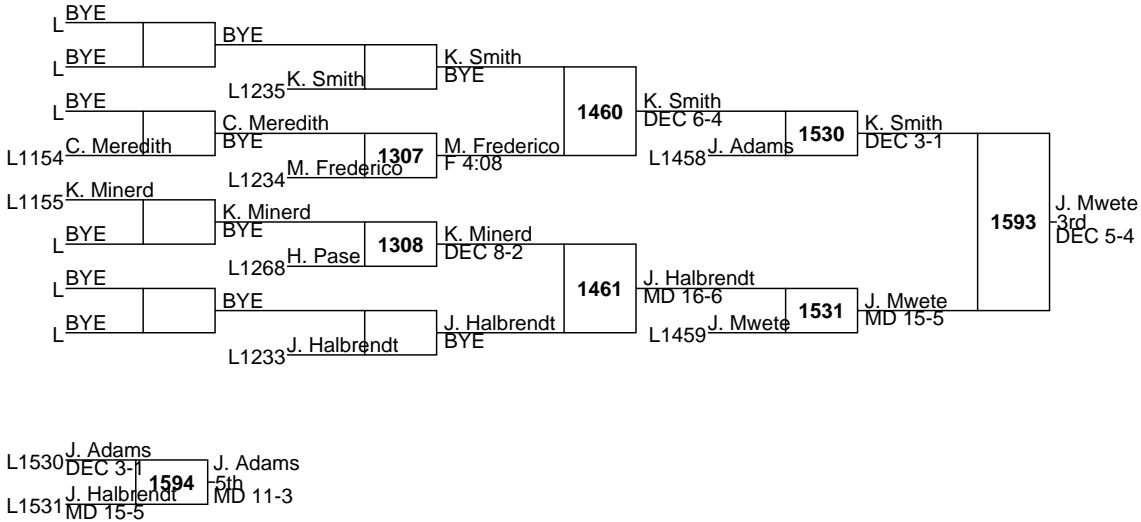 L BYE
BYE
L BYE
L1235 K. Smith
K. Smith
BYE
L BYE
L1154 C. Meredith
C. Meredith
BYE
L1234 M. Frederico
1307
M. Frederico
F 4:08
1460
K. Smith
DEC 6-4
L1458 J. Adams
1530
K. Smith
DEC 3-1
L1155 K. Minerd
L BYE
K. Minerd
BYE
L1268 H. Pase
1308
K. Minerd
DEC 8-2
L BYE
L BYE
BYE
L1233 J. Halbrendt
J. Halbrendt
BYE
1461
J. Halbrendt
MD 16-6
L1459 J. Mwete
1531
J. Mwete
MD 15-5
1593
J. Mwete
3rd
DEC 5-4
L1530 J. Adams
DEC 3-1
L1531 J. Halbrendt
MD 15-5
1594
J. Adams
5th
MD 11-3